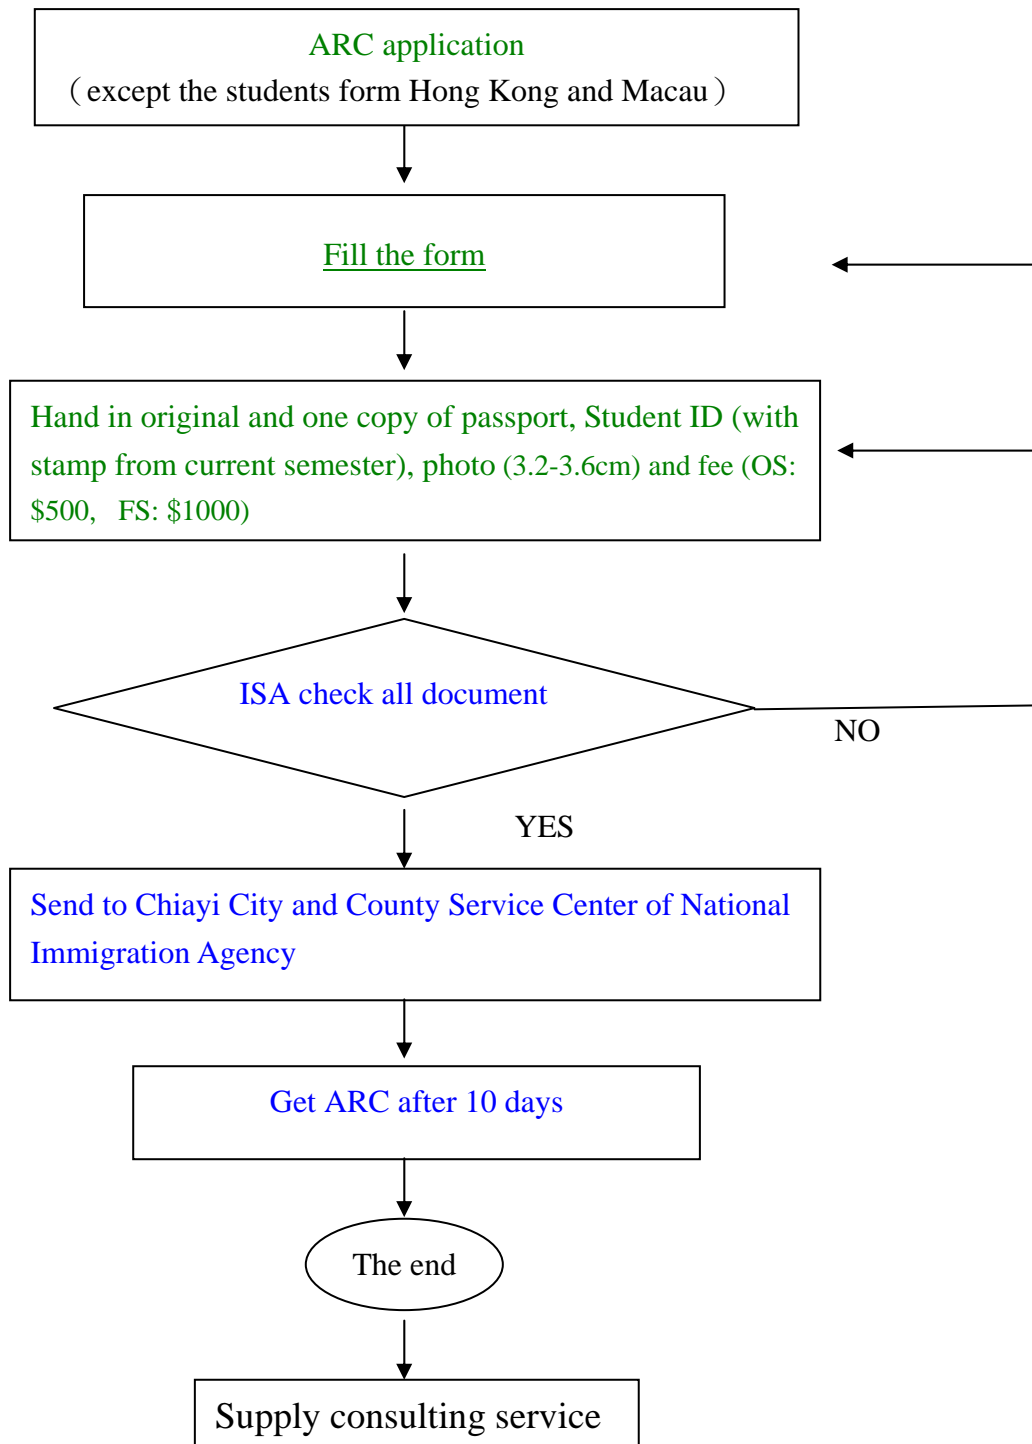 ARC application
（except the students form Hong Kong and Macau）
Fill the form
Hand in original and one copy of passport, Student ID (with
stamp from current semester), photo (3.2-3.6cm) and fee (OS:
$500, FS: $1000)
ISA check all document
NO
YES
Send to Chiayi City and County Service Center of National
Immigration Agency
Get ARC after 10 days
The end
Supply consulting service